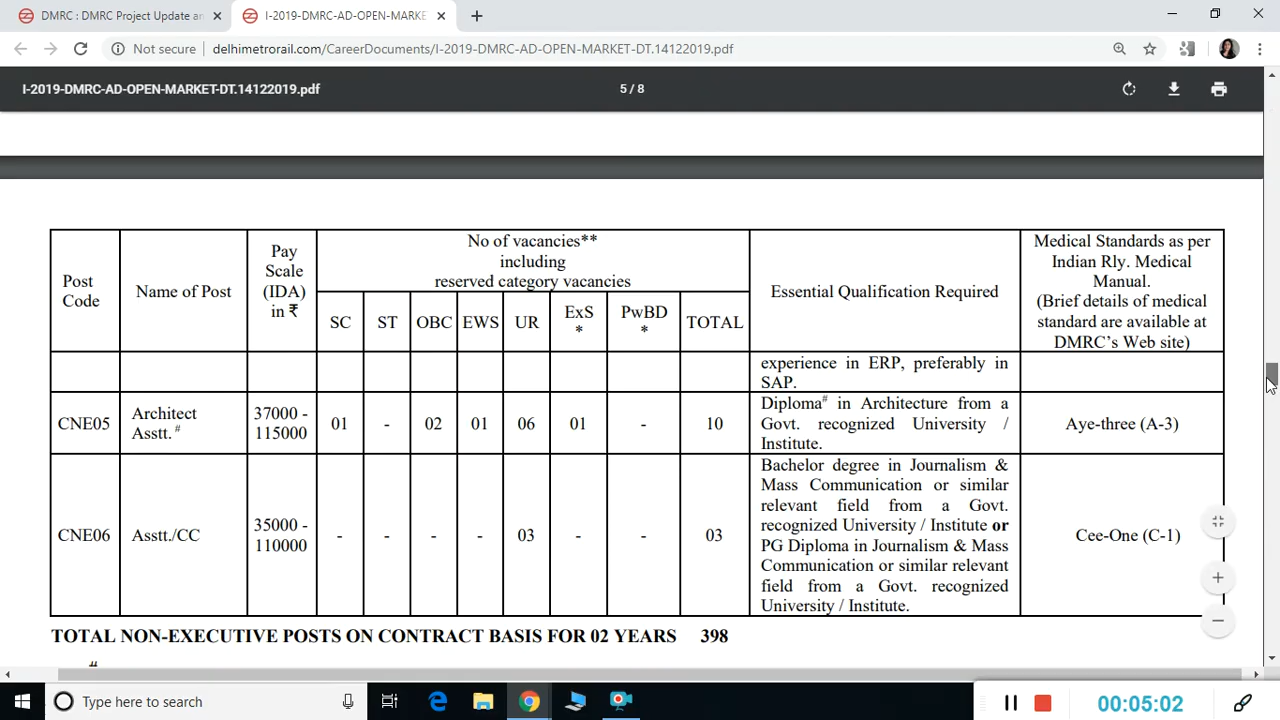 DMRC : DMRC Project Update an
I-2019-DMRC-AD-OPEN-MARKE
Not secure
delhimetrorail.com/CareerDocuments/I-2019-DMRC-AD-OPEN-MARKET-DT.14122019.pdf
I-2019-DMRC-AD-OPEN-MARKET-DT.14122019.pdf
5 / 8
Post
Code
Name of Post
Pay
Scale
(IDA)
in ₹
No of vacancies**
including
reserved category vacancies
SC
ST
OBC
EWS
UR
ExS
*
PwBD
*
TOTAL
Essential Qualification Required
Medical Standards as per
Indian Rly. Medical
Manual.
(Brief details of medical
standard are available at
DMRC's Web site)
experience in ERP, preferably in
SAP.
CNE05
Architect
Asstt. #
37000 -
115000
01
-
02
01
06
01
-
10
Diploma# in Architecture from a
Govt. recognized University /
Institute.
Aye-three (A-3)
CNE06
Asstt./CC
35000 -
110000
-
-
-
-
03
-
-
03
Bachelor degree in Journalism &
Mass Communication or similar
relevant field from a Govt.
recognized University / Institute or
PG Diploma in Journalism & Mass
Communication or similar relevant
field from a Govt. recognized
University / Institute.
Cee-One (C-1)
TOTAL NON-EXECUTIVE POSTS ON CONTRACT BASIS FOR 02 YEARS 398
#
Type here to search
00:05:02